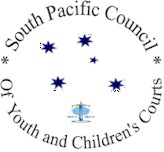 * South Pacific Council *
Of Youth and Children's Courts